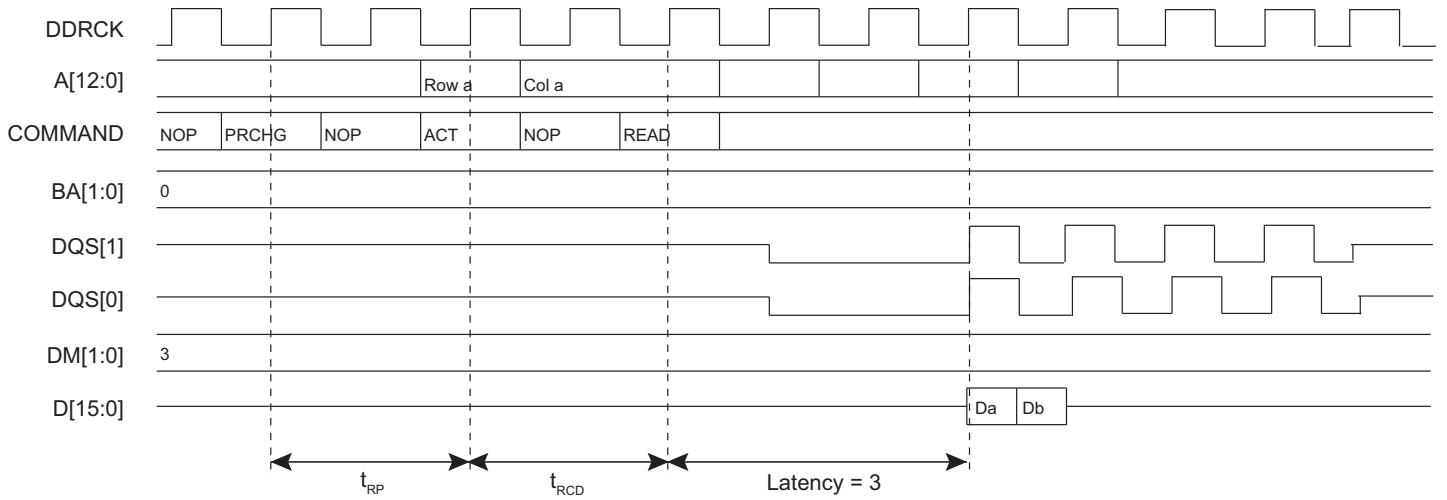 DDRCK
A[12:0] Row a Col a
COMMAND NOP PRCHG NOP ACT NOP READ
BA[1:0] 0
DQS[1]
DQS[0]
DM[1:0] 3
D[15:0] Da Db
tRP tRCD Latency = 3